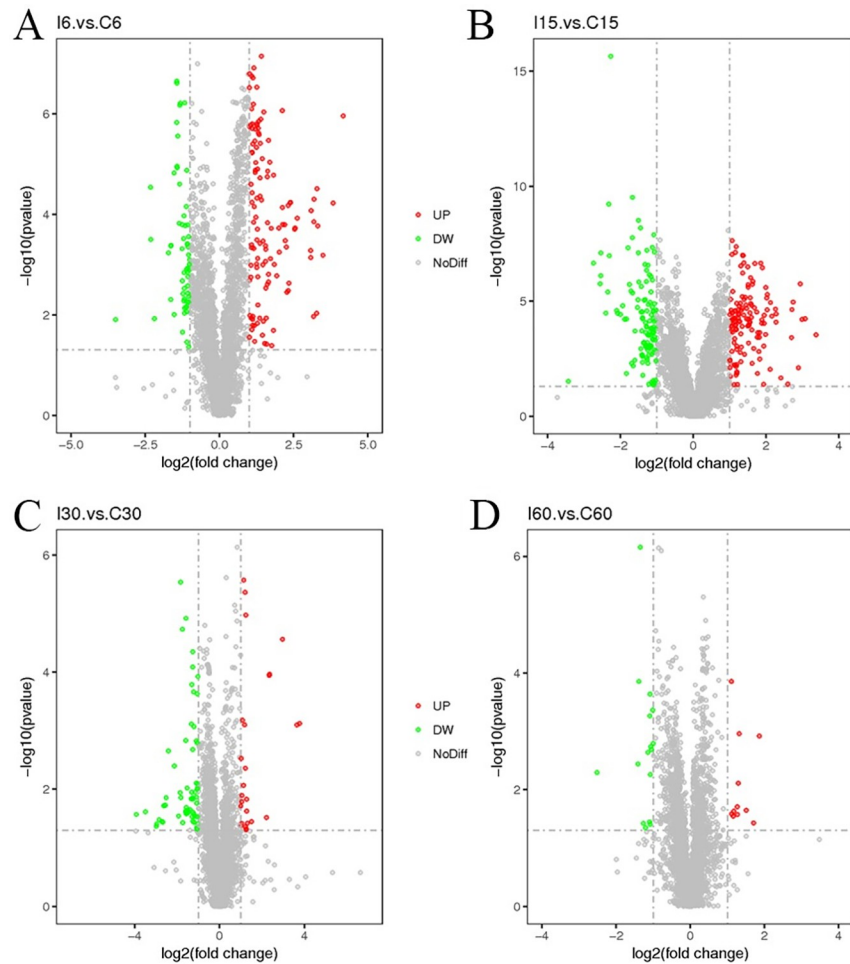 A I6.vs.C6
6
4
2
0
−5.0 −2.5 0.0 2.5 5.0
−log10(pvalue)
log2(fold change)
UP
DW
NoDiff
B I15.vs.C15
15
10
5
0
−4 −2 0 2 4
−log10(pvalue)
log2(fold change)
C I30.vs.C30
6
4
2
0
−4 0 4
−log10(pvalue)
log2(fold change)
UP
DW
NoDiff
D I60.vs.C60
6
4
2
0
−4 −2 0 2 4
−log10(pvalue)
log2(fold change)